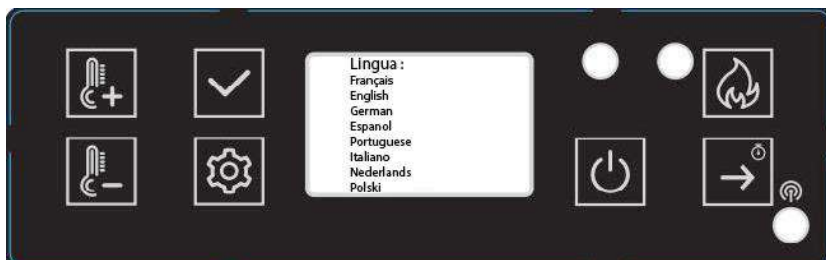 Lingua :
Français
English
German
Espanol
Portuguese
Italiano
Nederlands
Polski